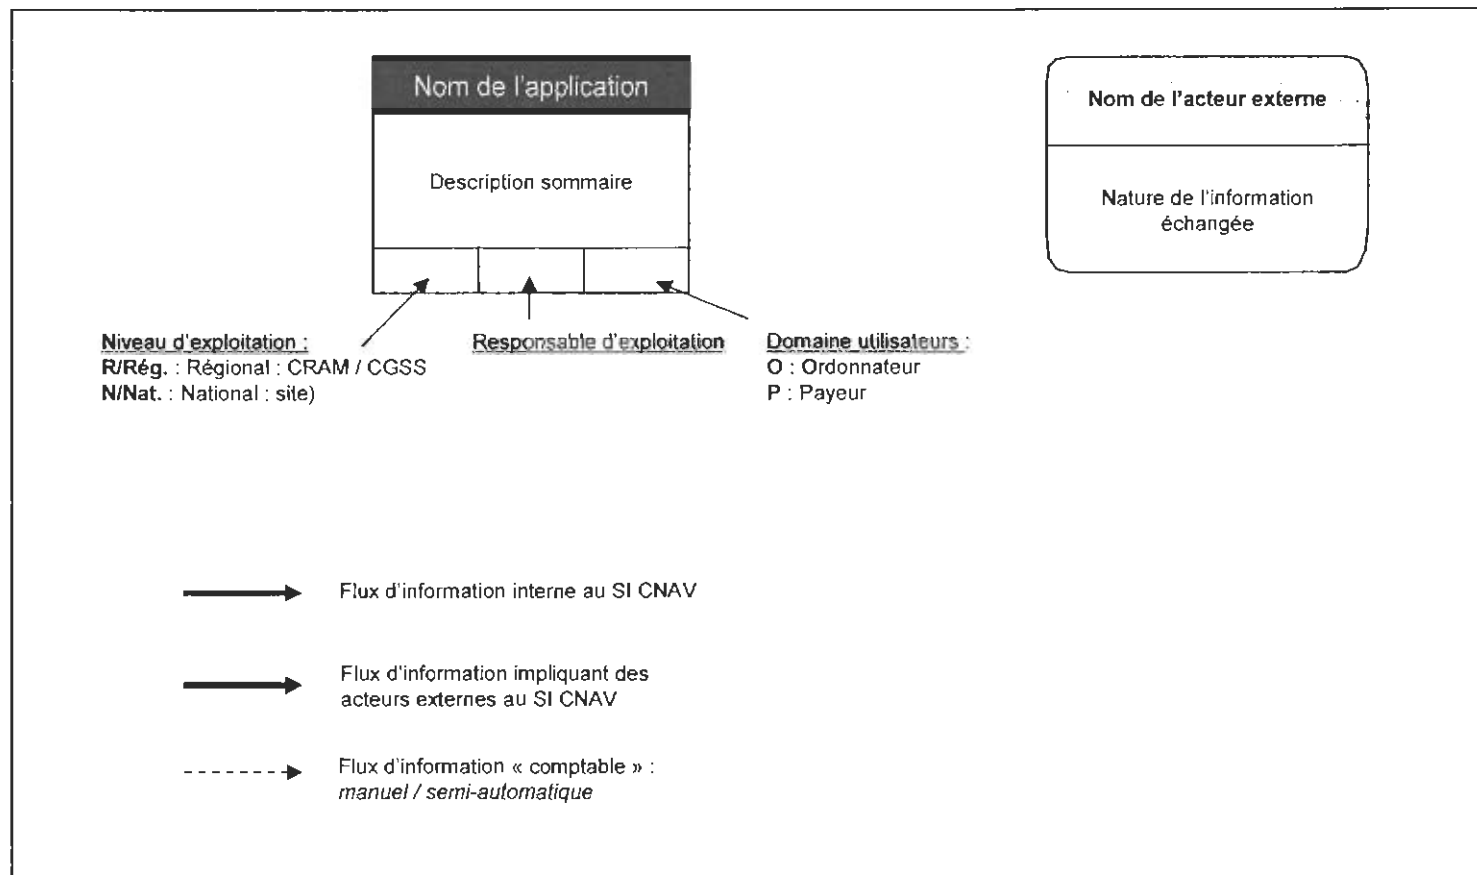 Nom de l'application
Description sommaire
Nom de l'acteur externe
Nature de l'information
échangée
Niveau d'exploitation :
R/Rég. : Régional : CRAM / CGSS
N/Nat. : National : site)
Responsable d'exploitation
Domaine utilisateurs :
O : Ordonnateur
P : Payeur
Flux d'information interne au SI CNAV
Flux d'information impliquant des
acteurs externes au SI CNAV
Flux d'information « comptable » :
manuel / semi-automatique